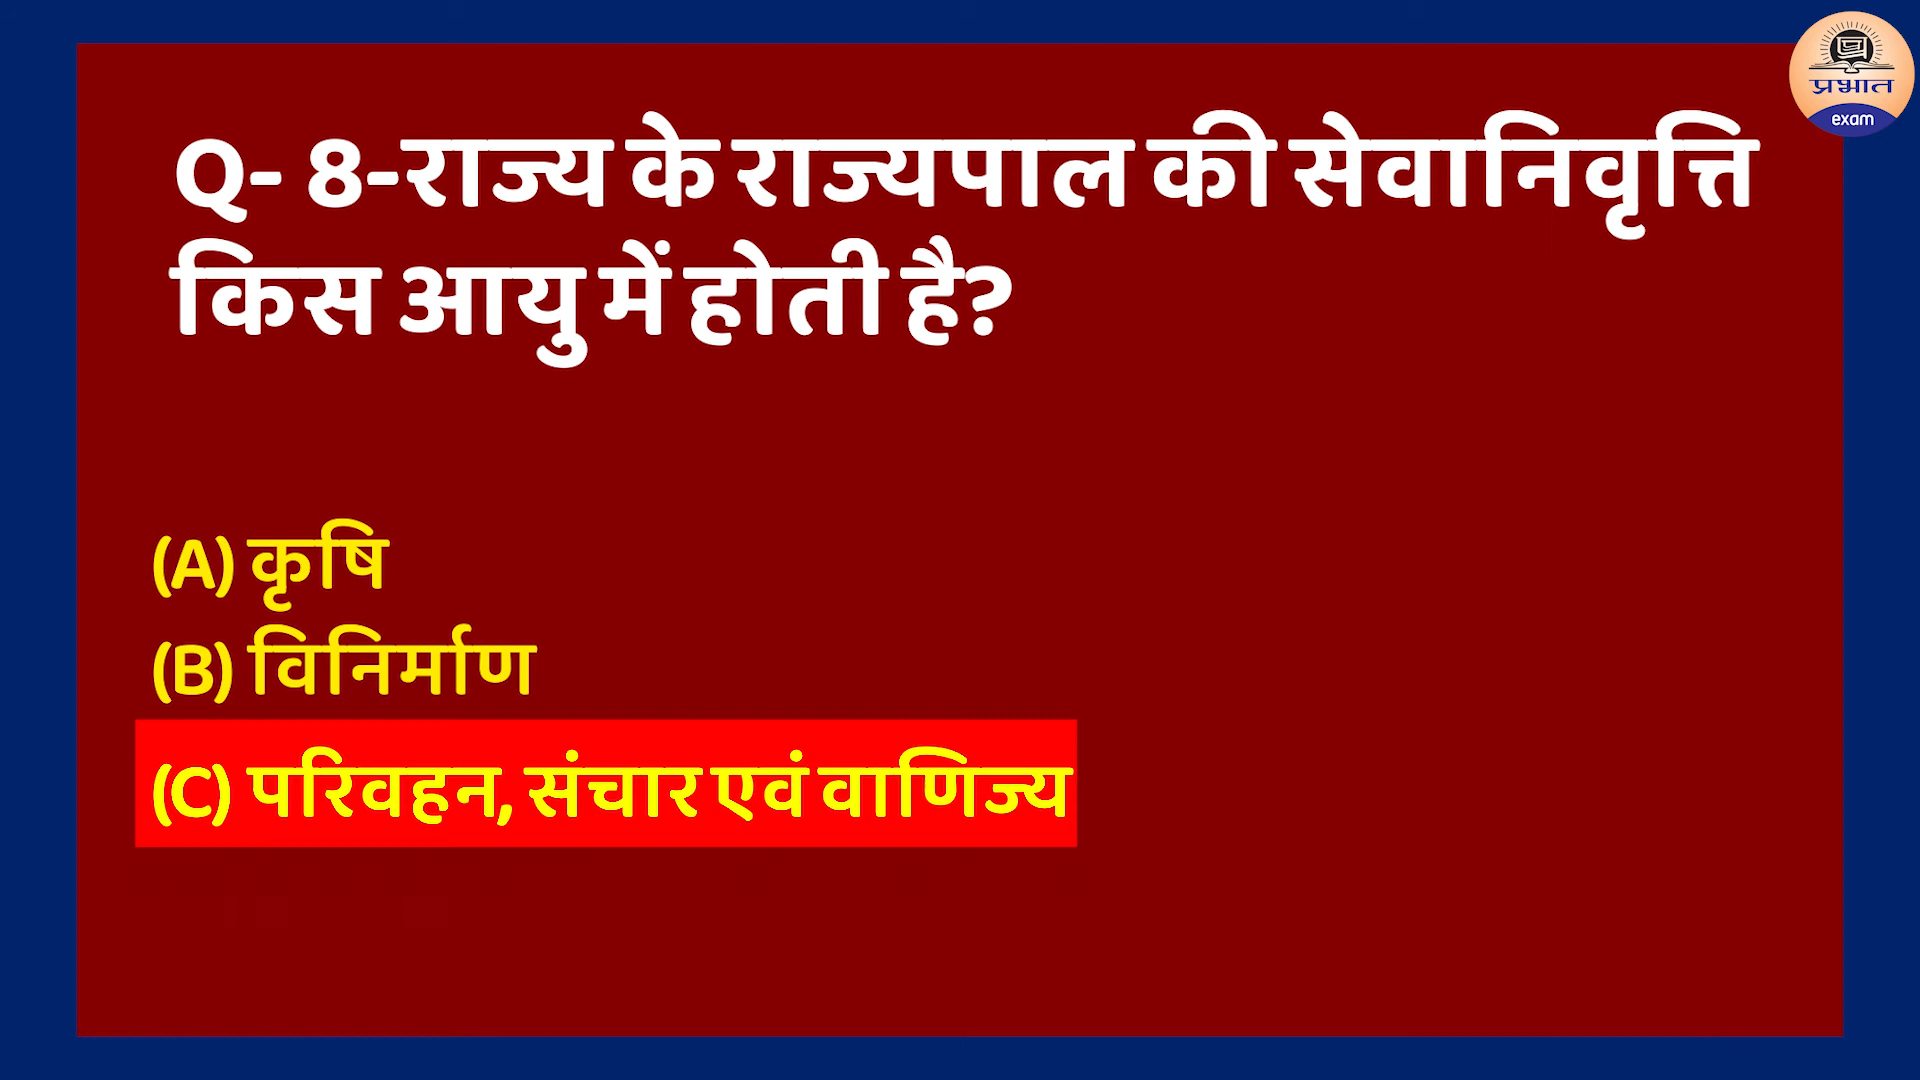 प्रभात
exam
Q- 8-राज्य के राज्यपाल की सेवानिवृत्ति
किस आयु में होती है?
(A) कृषि
(B) विनिर्माण
(C) परिवहन, संचार एवं वाणिज्य